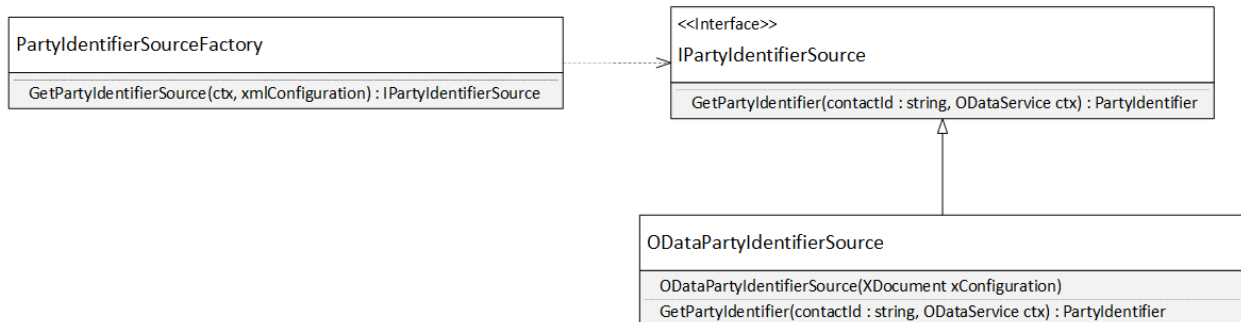 PartyIdentifierSourceFactory
GetPartyIdentifierSource(ctx, xmlConfiguration) : IPartyIdentifierSource
<<Interface>>
IPartyIdentifierSource
GetPartyIdentifier(contactId : string, ODataService ctx) : PartyIdentifier
ODataPartyIdentifierSource
ODataPartyIdentifierSource(XDocument xConfiguration)
GetPartyIdentifier(contactId : string, ODataService ctx) : PartyIdentifier